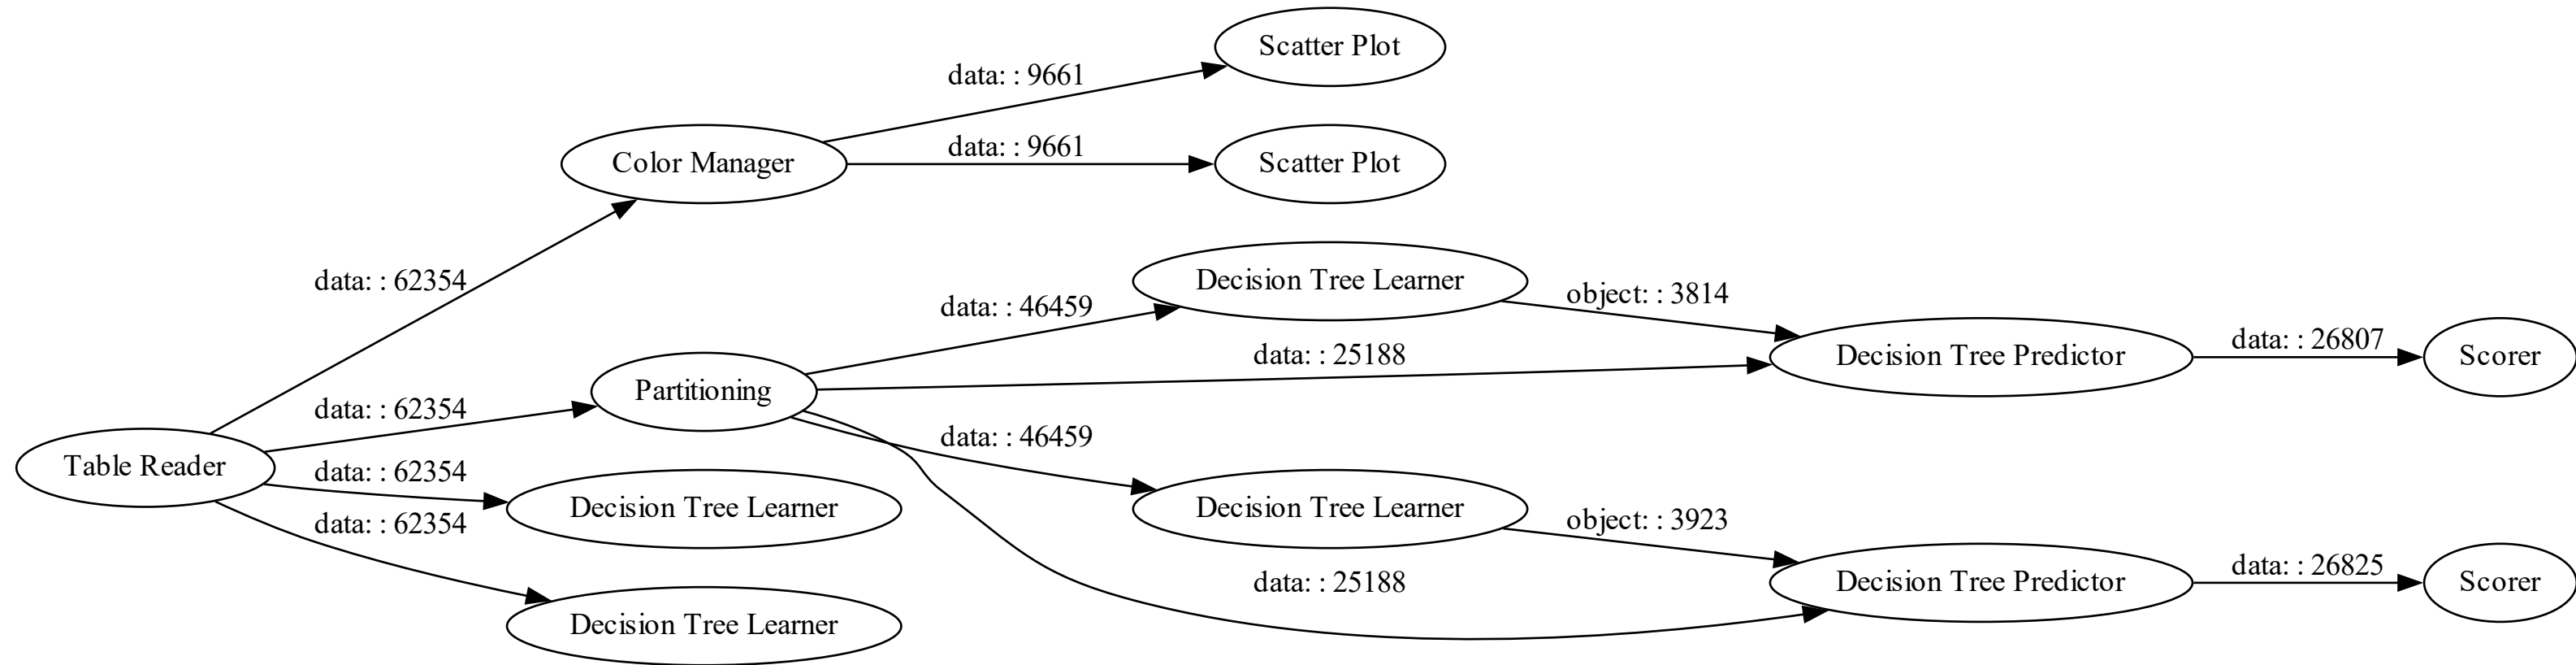 Scatter Plot
data: : 9661
Color Manager
data: : 9661
Scatter Plot
data: : 62354
Decision Tree Learner
data: : 46459
object: : 3814
data: : 25188
Decision Tree Predictor
data: : 26807
Scorer
Partitioning
data: : 62354
data: : 46459
Table Reader
data: : 62354
Decision Tree Learner
Decision Tree Learner
object: : 3923
data: : 62354
data: : 25188
Decision Tree Predictor
data: : 26825
Scorer
Decision Tree Learner